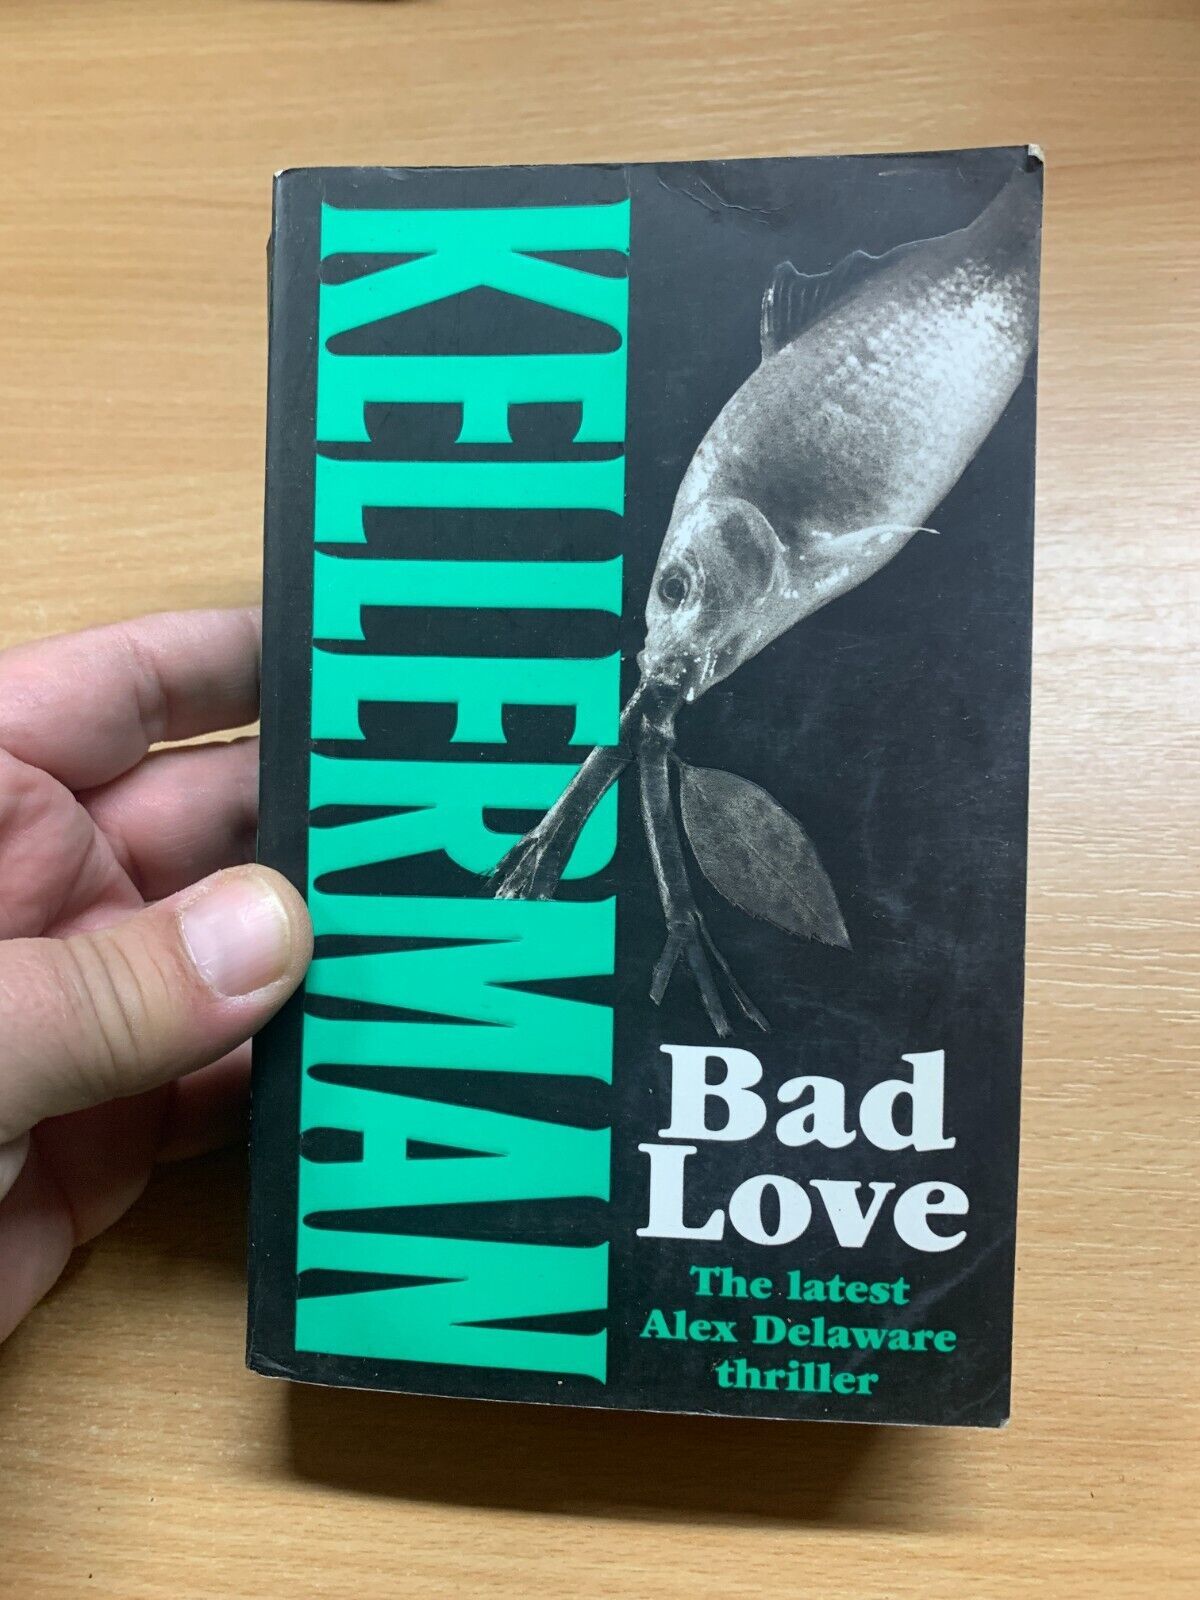 KELLERMAN
Bad
Love
The latest
Alex Delaware
thriller